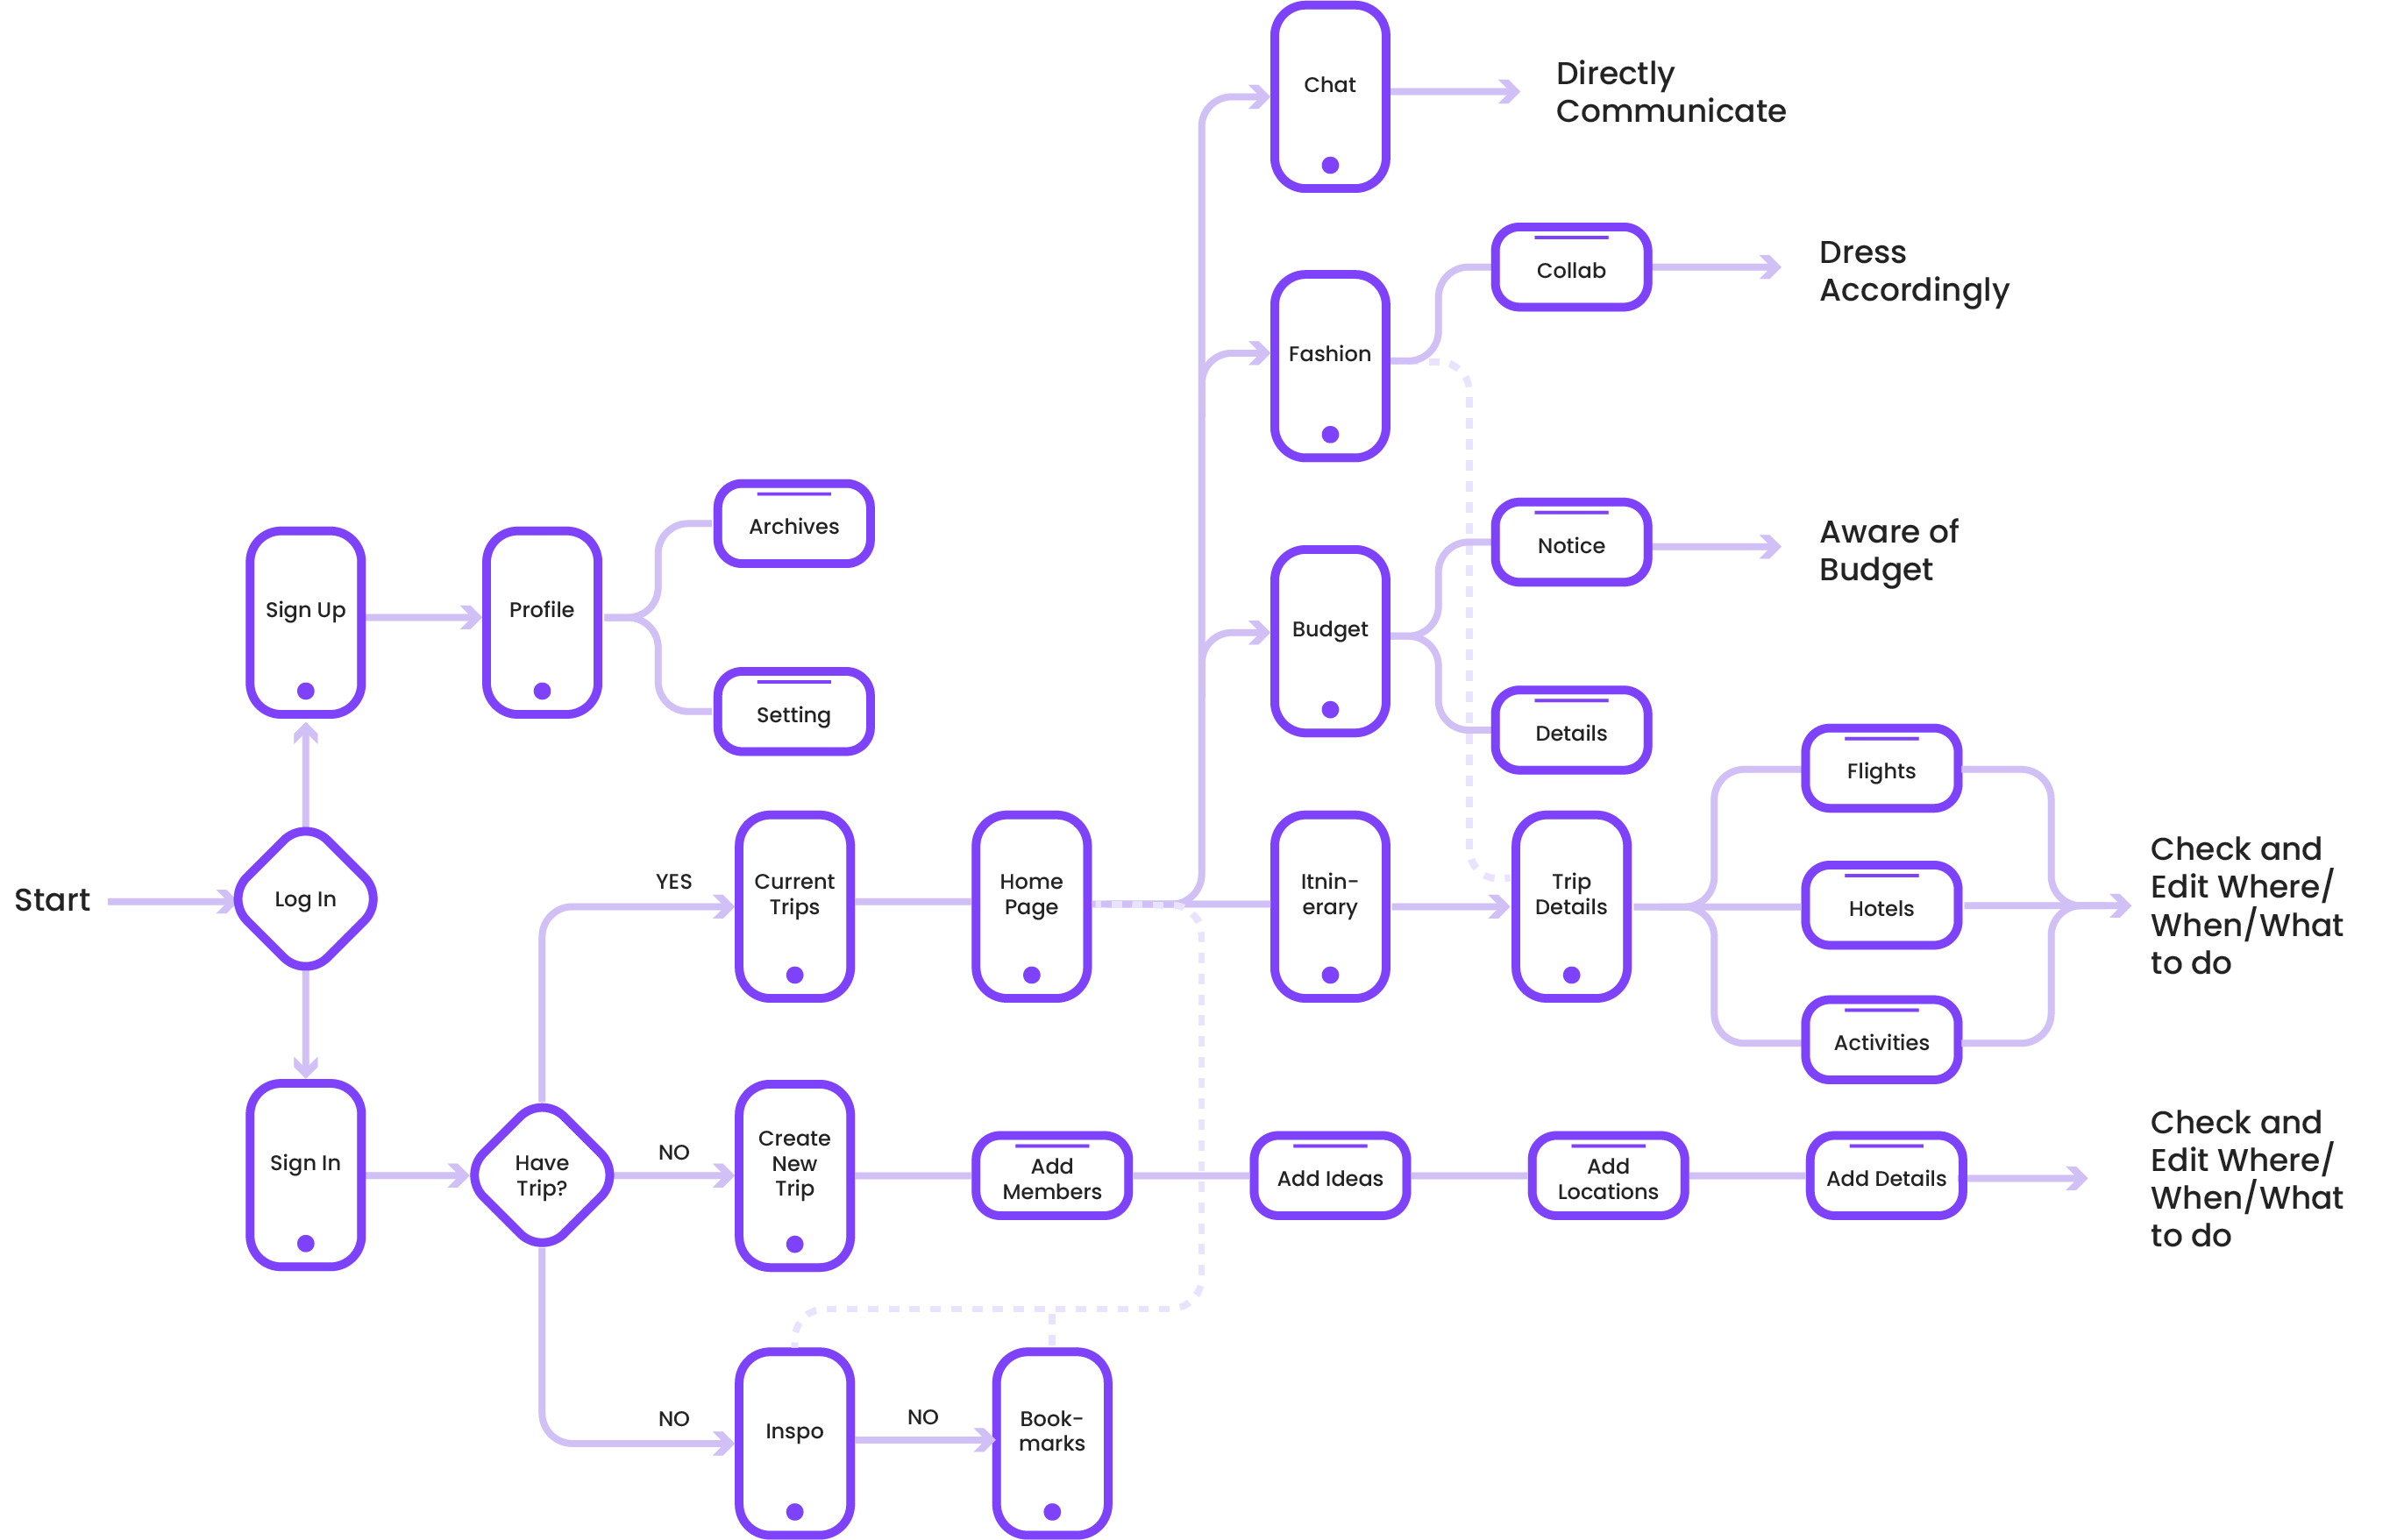 Chat
Directly
Communicate
Collab
Dress
Accordingly
Fashion
Archives
Notice
Aware of
Budget
Sign Up
Profile
Budget
Setting
Details
Flights
Start
Log In
YES
Current
Trips
Home
Page
Itnin-
erary
Trip
Details
Hotels
Check and
Edit Where/
When/What
to do
Activities
Sign In
Have
Trip?
NO
Create
New
Trip
Add
Members
Add Ideas
Add
Locations
Add Details
Check and
Edit Where/
When/What
to do
NO
Inspo
NO
Book-
marks